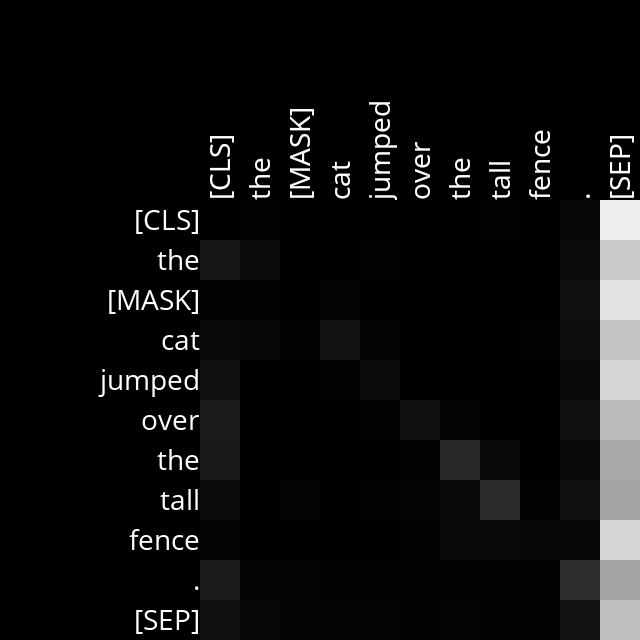 [CLS] the [MASK] cat jumped over the tall fence . [SEP]
[CLS]
the
[MASK]
cat
jumped
over
the
tall
fence
.
[SEP]